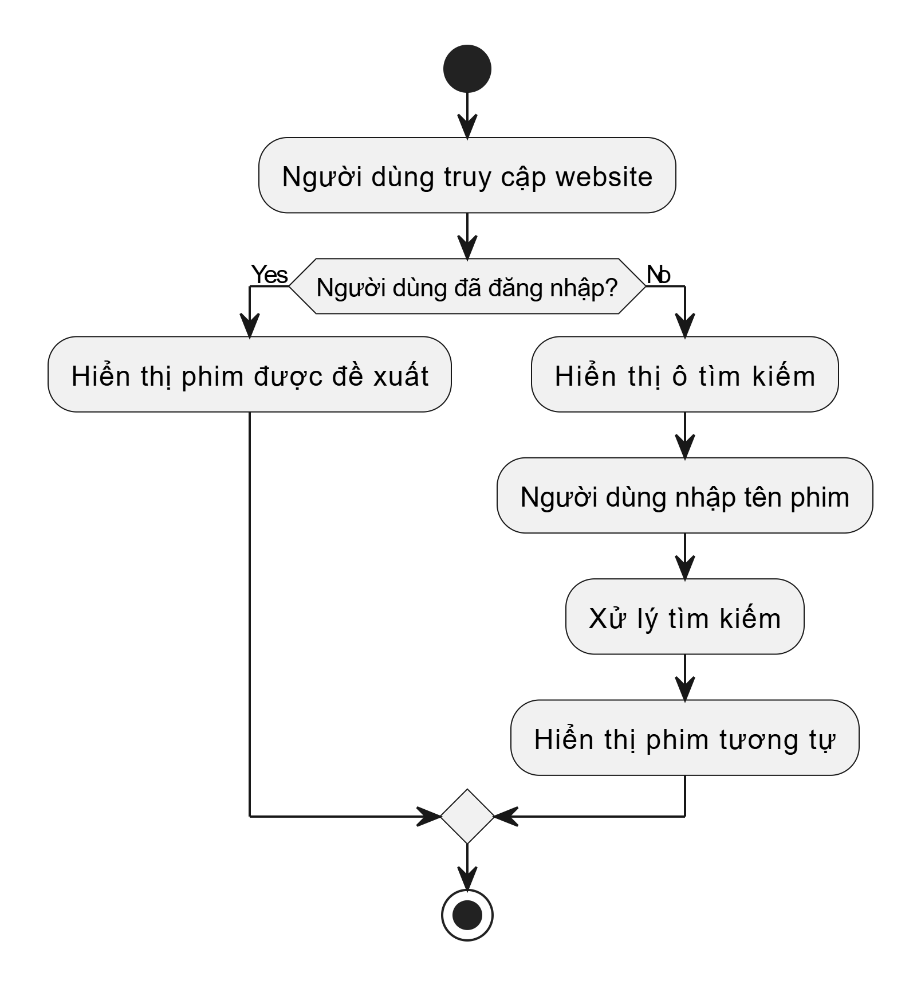 Người dùng truy cập website
Yes
Người dùng đã đăng nhập?
No
Hiển thị phim được đề xuất
Hiển thị ô tìm kiếm
Người dùng nhập tên phim
Xử lý tìm kiếm
Hiển thị phim tương tự